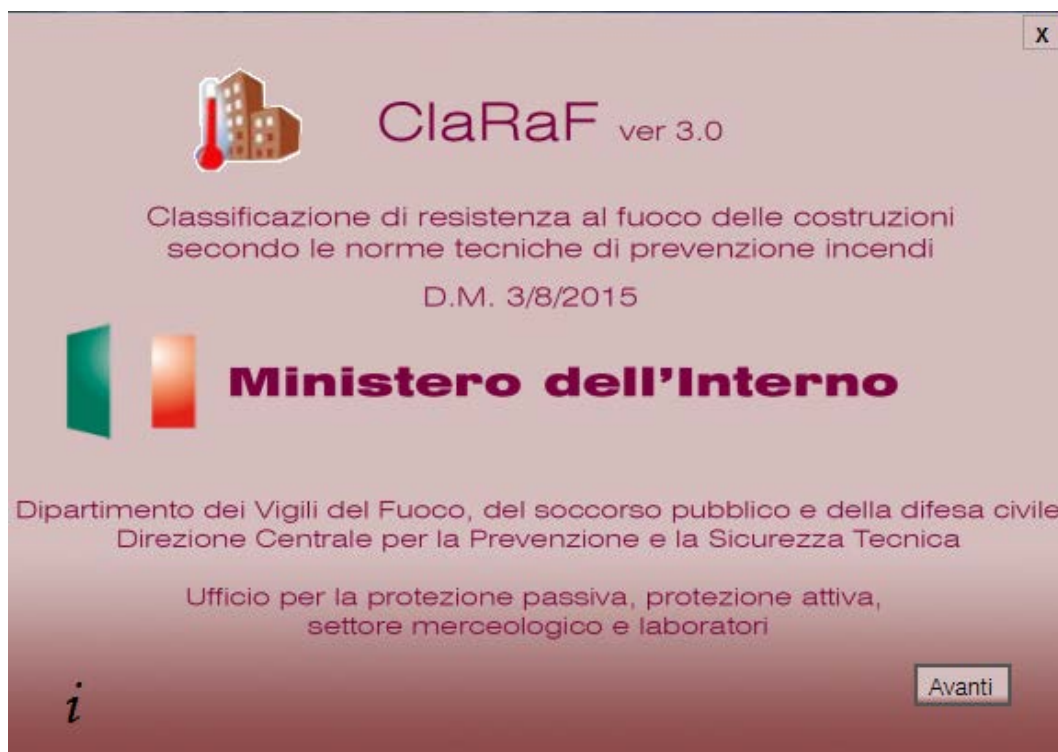 X
ClaRaF ver 3.0
Classificazione di resistenza al fuoco delle costruzioni
secondo le norme tecniche di prevenzione incendi
D.M. 3/8/2015
Ministero dell'Interno
Dipartimento dei Vigili del Fuoco, del soccorso pubblico e della difesa civile
Direzione Centrale per la Prevenzione e la Sicurezza Tecnica
Ufficio per la protezione passiva, protezione attiva,
settore merceologico e laboratori
Avanti
i